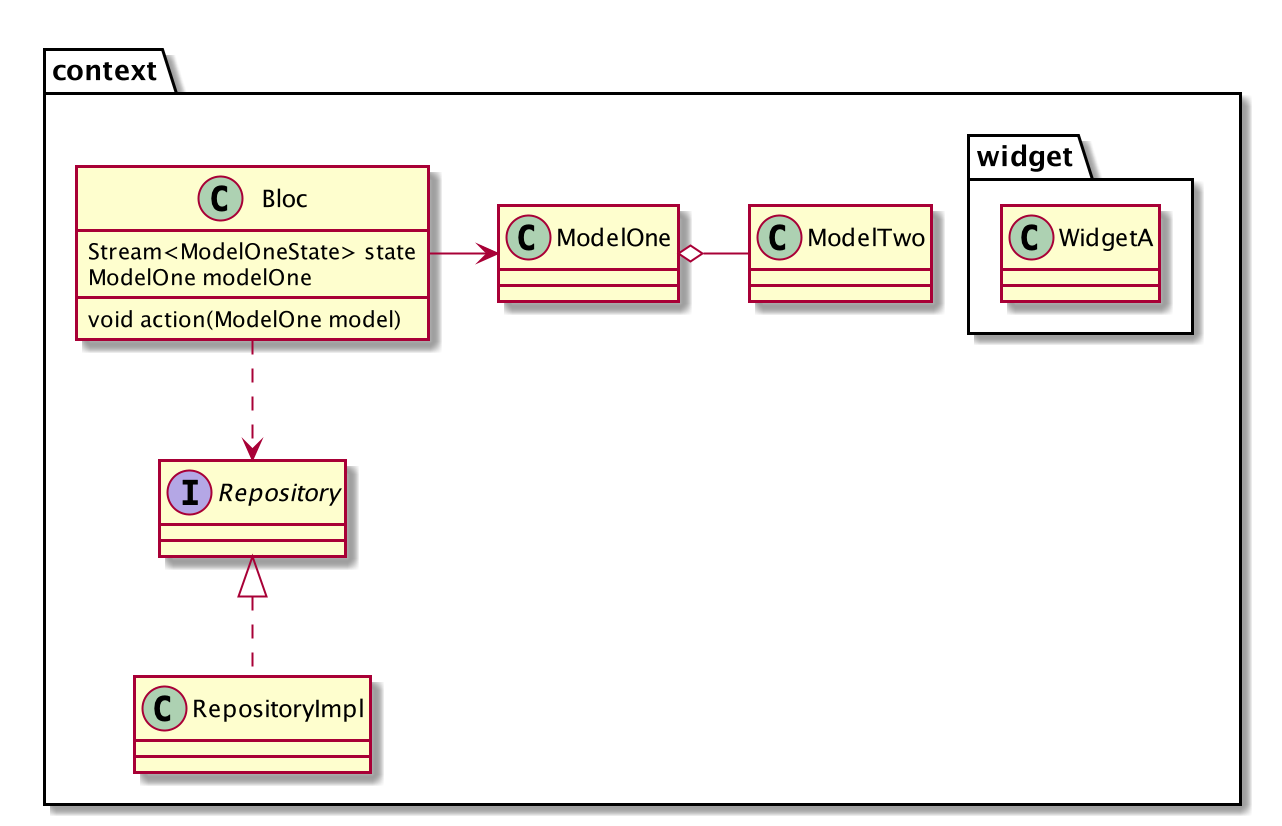 context
widget
C Bloc
Stream<ModelOneState> state
ModelOne modelOne
void action(ModelOne model)
C ModelOne
C ModelTwo
C WidgetA
I Repository
C RepositoryImpl